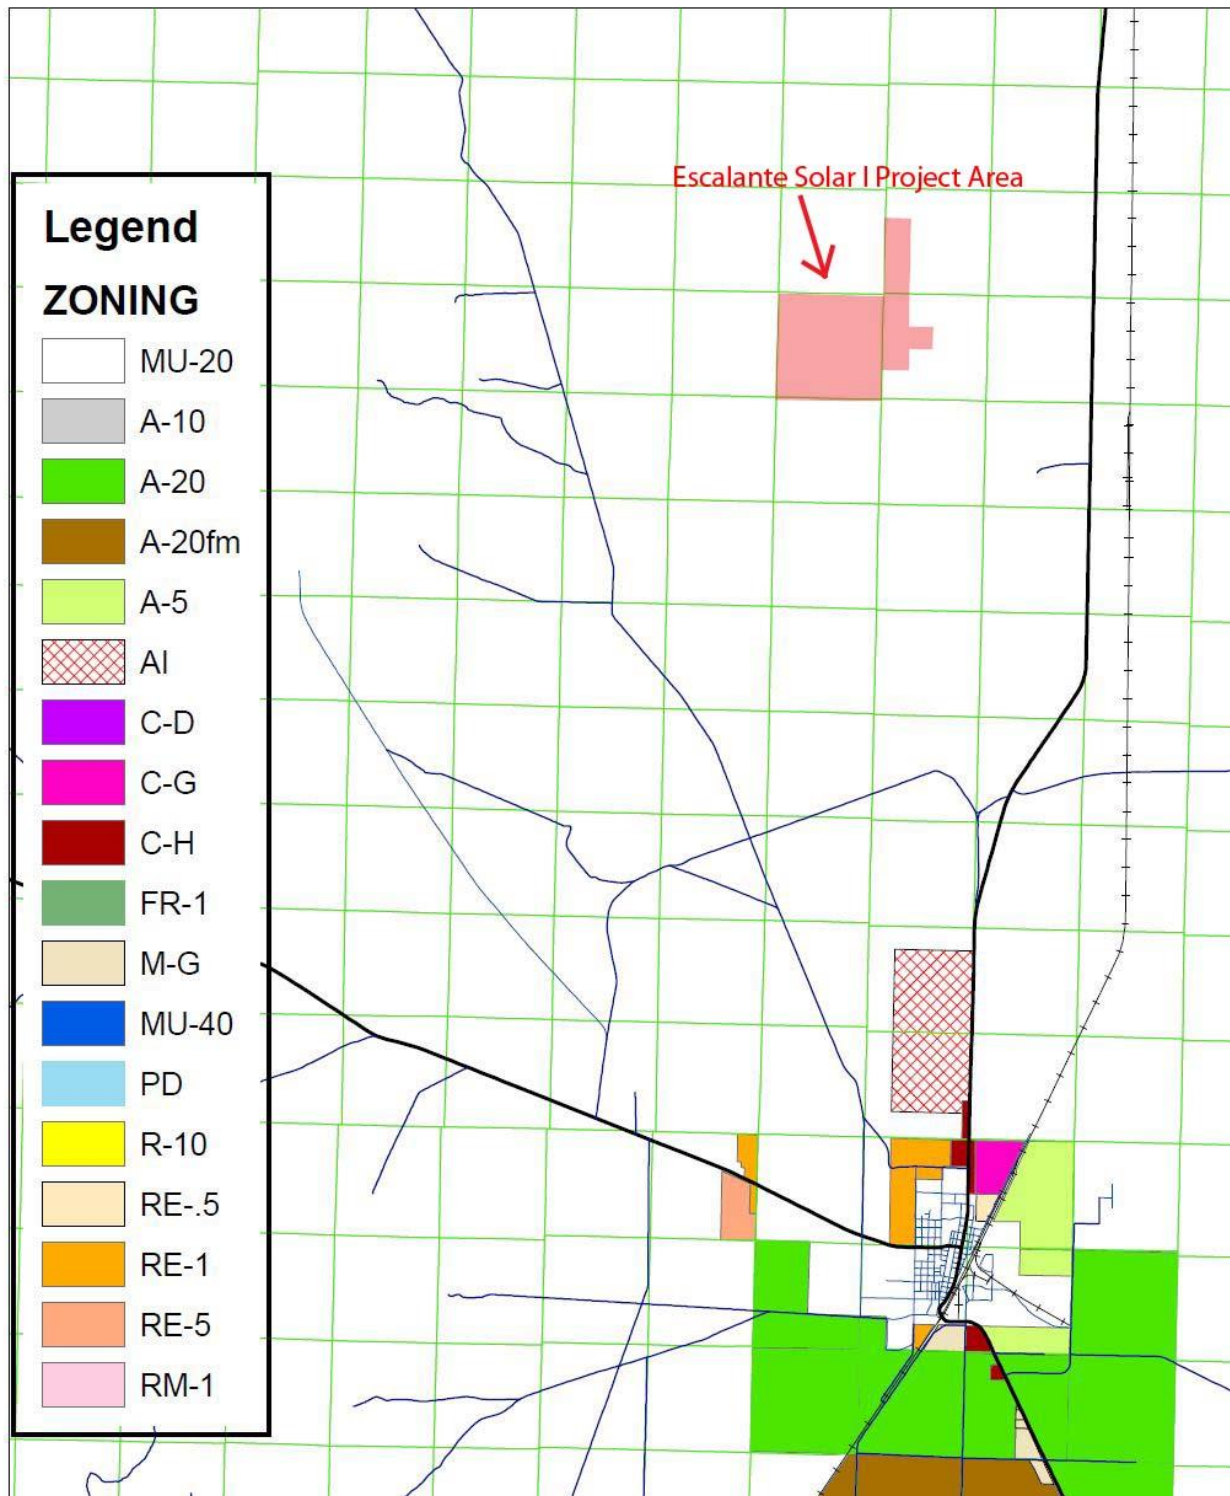 Escalante Solar I Project Area
Legend
ZONING
MU-20
A-10
A-20
A-20fm
A-5
AI
C-D
C-G
C-H
FR-1
M-G
MU-40
PD
R-10
RE-.5
RE-1
RE-5
RM-1